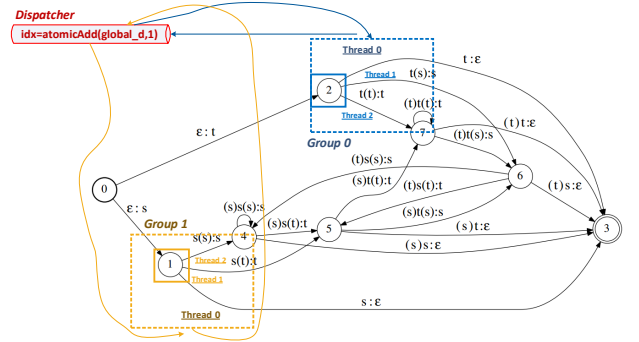 Dispatcher
idx=atomicAdd(global_d,1)
Thread 0
t:ε
Thread 1
t(s):s
2
t(t):t
(t)t(t):t
Thread 2
7
(t)t:ε
(t)t(s):s
Group 0
ε:t
(t)s(s):s
(s)t(t):t
(t)s(t):t
6
(t)s:ε
0
ε:s
(s)s(s):s
(s)t(s):s
Group 1
s(s):s
4
(s)s(t):t
5
(s)t:ε
3
(s)s:ε
1
Thread 2
s(t):t
Thread 1
s:ε
Thread 0